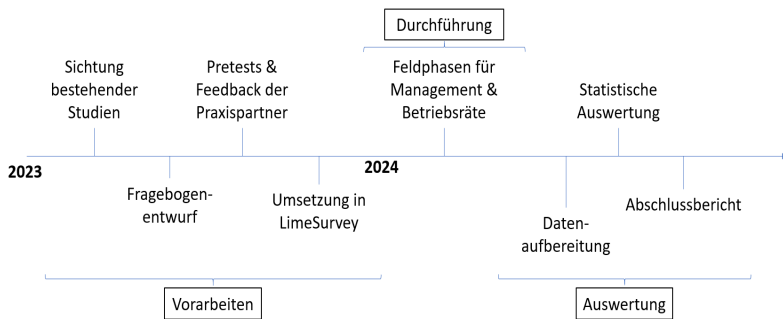 Durchführung
Sichtung
bestehender
Studien
Pretests &
Feedback der
Praxispartner
Feldphasen für
Management &
Betriebsräte
Statistische
Auswertung
2023
2024
Fragebogen-
entwurf
Umsetzung in
LimeSurvey
Daten-
aufbereitung
Abschlussbericht
Vorarbeiten
Auswertung